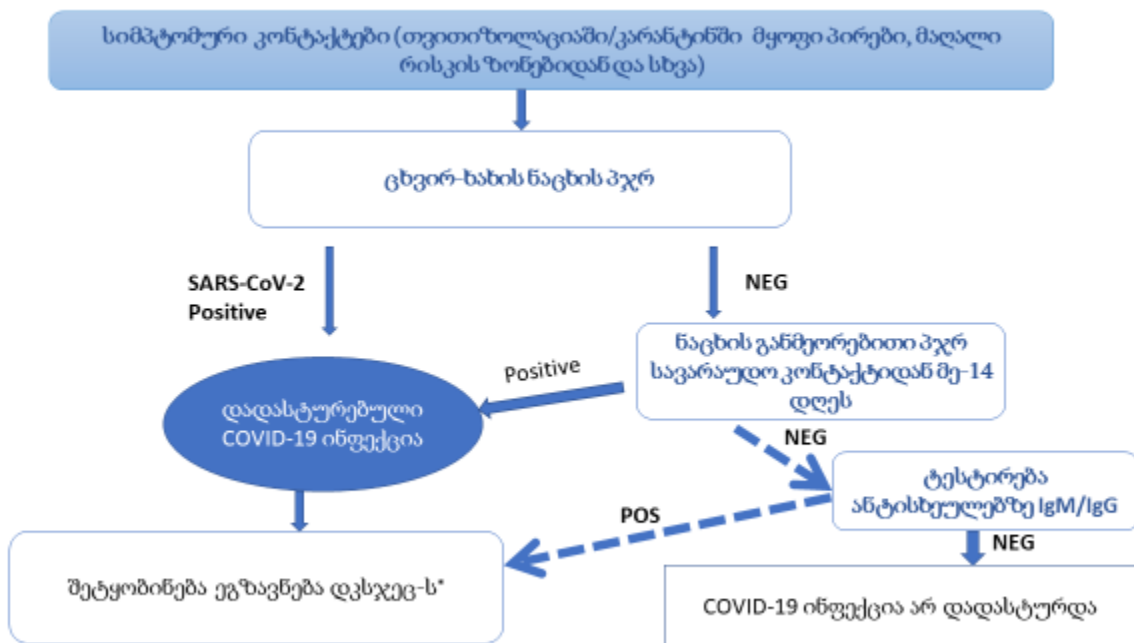 სიმპტომური კონტაქტები (თვითიზოლაციაში/კარანტინში მყოფი პირები, მაღალი
რისკის ზონებიდან და სხვა)
ცხვირ-ხახის ნაცხის პჯრ
SARS-CoV-2
Positive
NEG
ნაცხის განმეორებითი პჯრ
სავარაუდო კონტაქტიდან მე-14
დღეს
Positive
დადასტურებული
COVID-19 ინფექცია
NEG
ტესტირება
ანტისხეულებზე IgM/IgG
POS
NEG
შეტყობინება ეგზავნება დკსჯეც-ს*
COVID-19 ინფექცია არ დადასტურდა